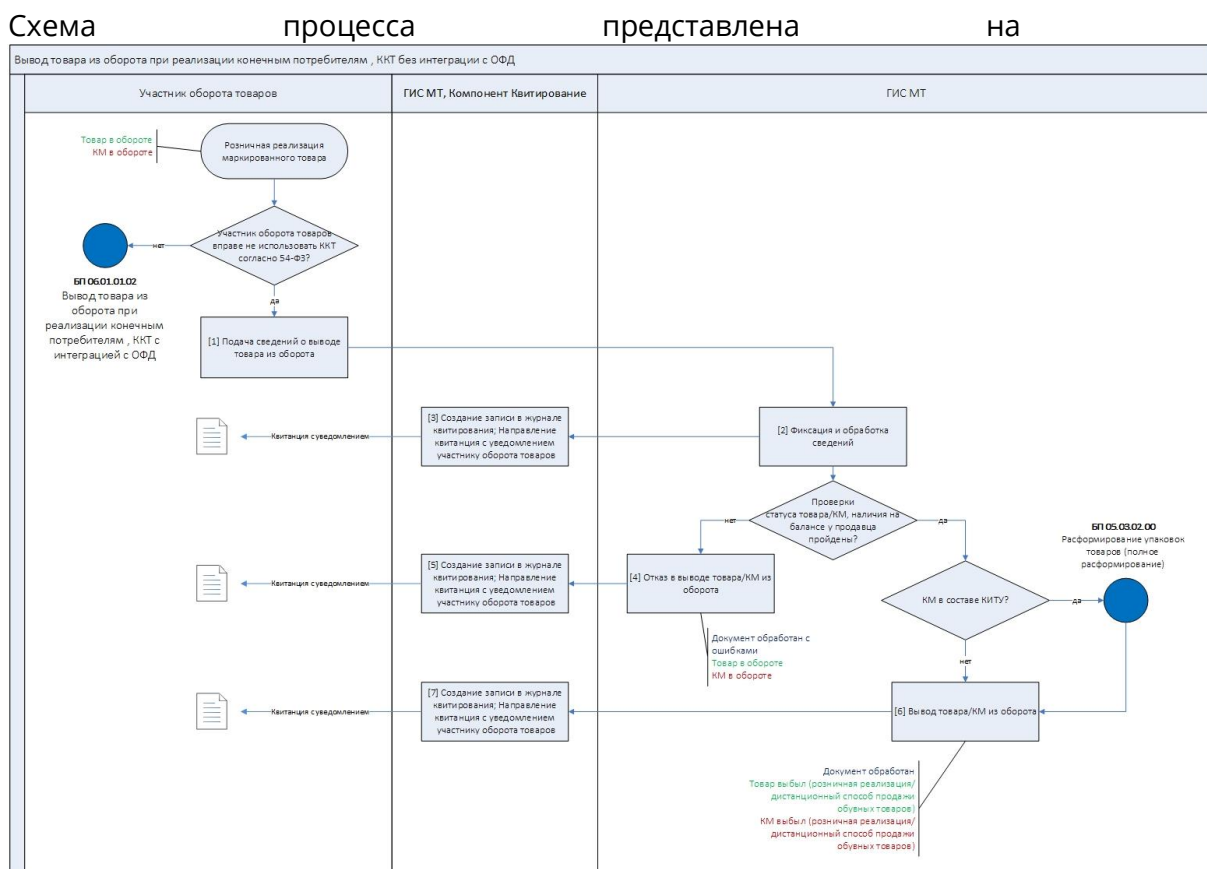 Схема процесса представлена на
Вывод товара из оборота при реализации конечным потребителям , ККТ без интеграции с ОФД
Участник оборота товаров
ГИС МТ, Компонент Квитирование
ГИС МТ
Товар в обороте
КМ в обороте
Розничная реализация
маркированного товара
Участник оборота товаров
вправе не использовать ККТ
согласно 54-ФЗ?
нет
да
БП 06.01.01.02
Вывод товара из
оборота при
реализации конечным
потребителям , ККТ с
интеграцией с ОФД
[1] Подача сведений о выводе
товара из оборота
[2] Фиксация и обработка
сведений
[3] Создание записи в журнале
квитирования; Направление
квитанция с уведомлением
участнику оборота товаров
Квитанция с уведомлением
Проверки
статуса товара/КМ, наличия на
балансе у продавца
пройдены?
нет
да
[4] Отказ в выводе товара/КМ из
оборота
[5] Создание записи в журнале
квитирования; Направление
квитанция с уведомлением
участнику оборота товаров
Квитанция с уведомлением
Документ обработан с
ошибками
Товар в обороте
КМ в обороте
КМ в составе КИТУ?
да
нет
БП 05.03.02.00
Расформирование упаковок
товаров (полное
расформирование)
[6] Вывод товара/КМ из оборота
[7] Создание записи в журнале
квитирования; Направление
квитанция с уведомлением
участнику оборота товаров
Квитанция с уведомлением
Документ обработан
Товар выбыл (розничная реализация/
дистанционный способ продажи
обувных товаров)
КМ выбыл (розничная реализация/
дистанционный способ продажи
обувных товаров)